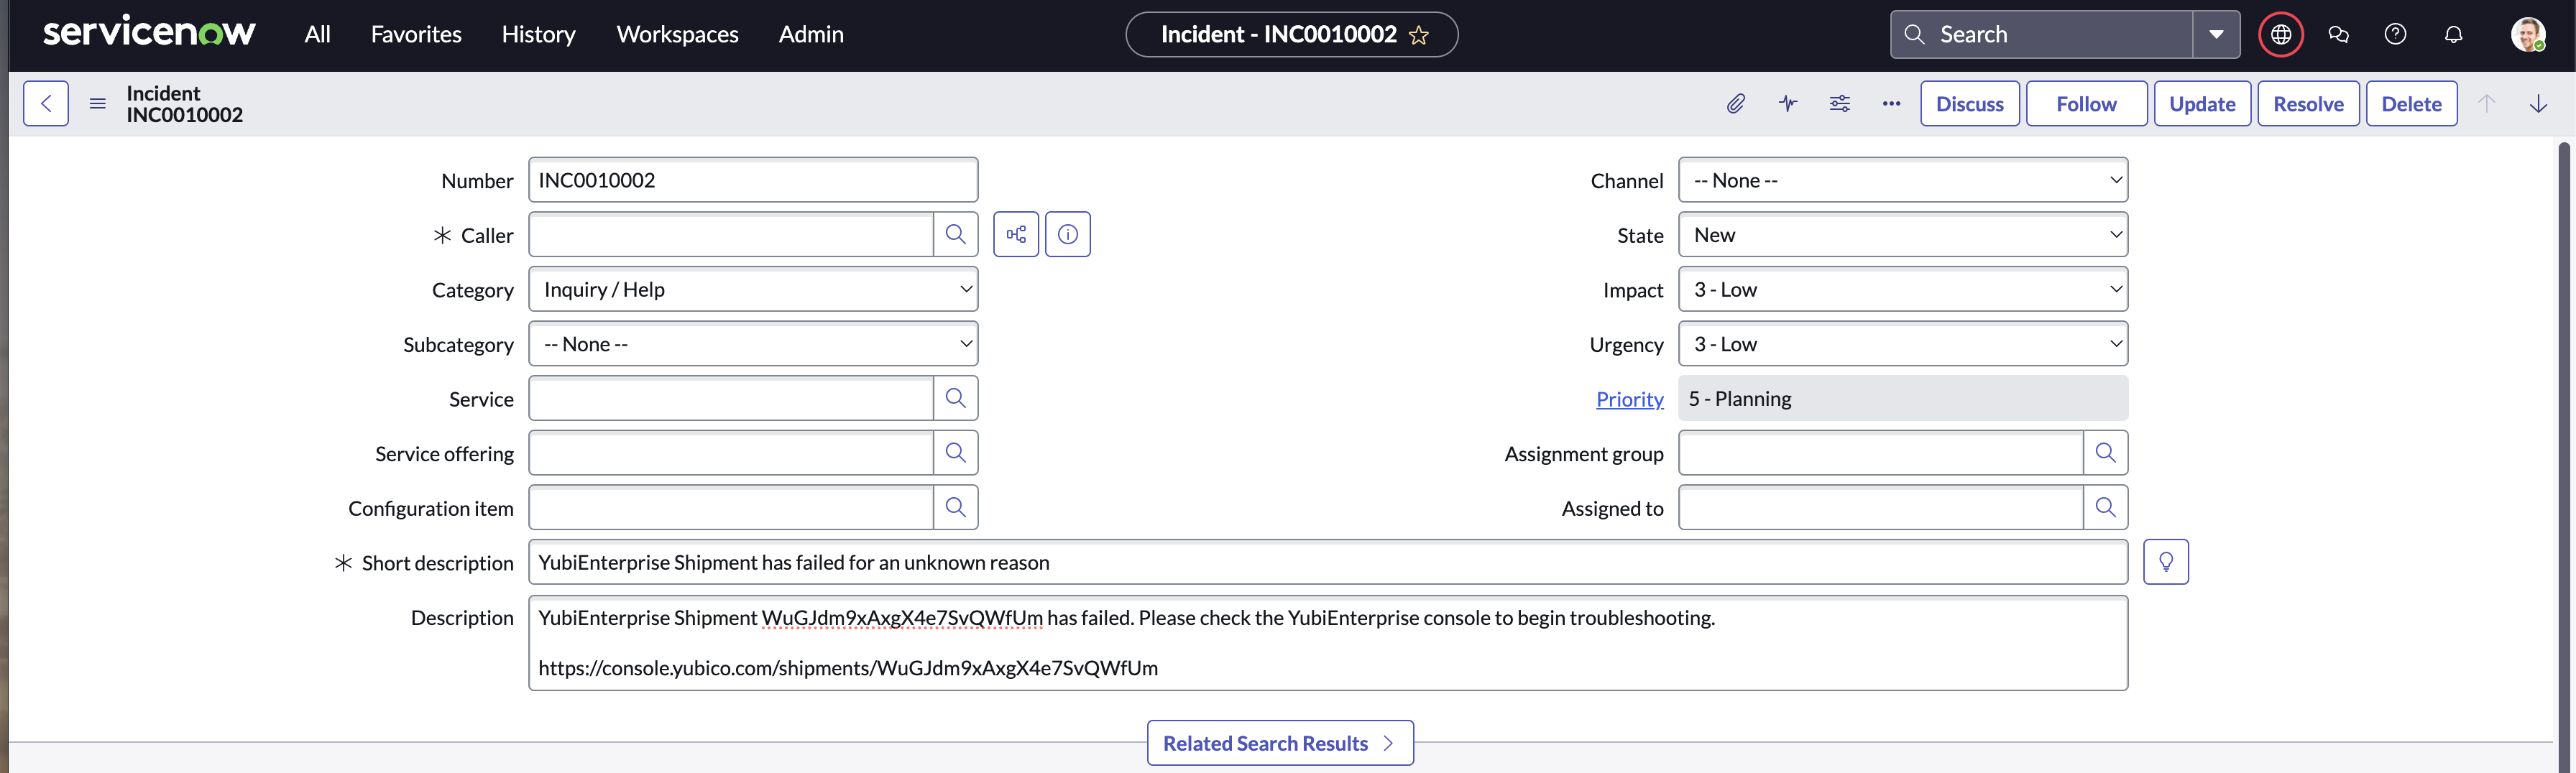 servicenow All Favorites History Workspaces Admin Incident - INC0010002 Search
Incident
INC0010002
Discuss Follow Update Resolve Delete
Number INC0010002
Channel -- None --
* Caller
State New
Category Inquiry / Help
Impact 3 - Low
Subcategory -- None --
Urgency 3 - Low
Service
Priority 5 - Planning
Service offering
Assignment group
Configuration item
Assigned to
* Short description YubiEnterprise Shipment has failed for an unknown reason
Description YubiEnterprise Shipment WuGJdm9xAxgX4e7SvQWfUm has failed. Please check the YubiEnterprise console to begin troubleshooting.
https://console.yubico.com/shipments/WuGJdm9xAxgX4e7SvQWfUm
Related Search Results